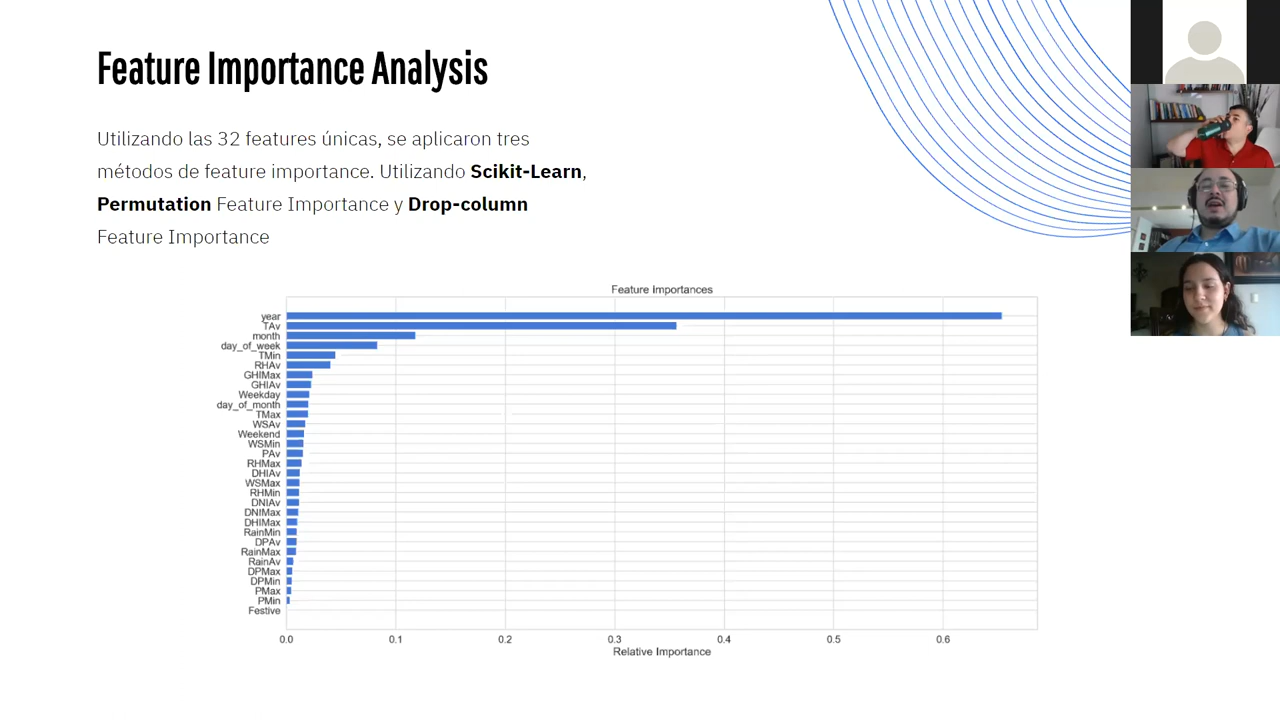 Feature Importance Analysis
Utilizando las 32 features únicas, se aplicaron tres
métodos de feature importance. Utilizando Scikit-Learn,
Permutation Feature Importance y Drop-column
Feature Importance
Feature Importances
year
TAv
month
day_of_week
TMin
RHAv
GHIMax
GHIAv
Weekday
day_of_month
TMax
WSAv
Weekend
WSMin
PAv
RHMax
DHIAv
WSMax
RHMin
DNIAv
DNIMax
DHIMax
RainMin
DPAv
RainMax
RainAv
DPMax
DPMin
PMax
PMin
Festive
0.0 0.1 0.2 0.3 0.4 0.5 0.6
Relative Importance